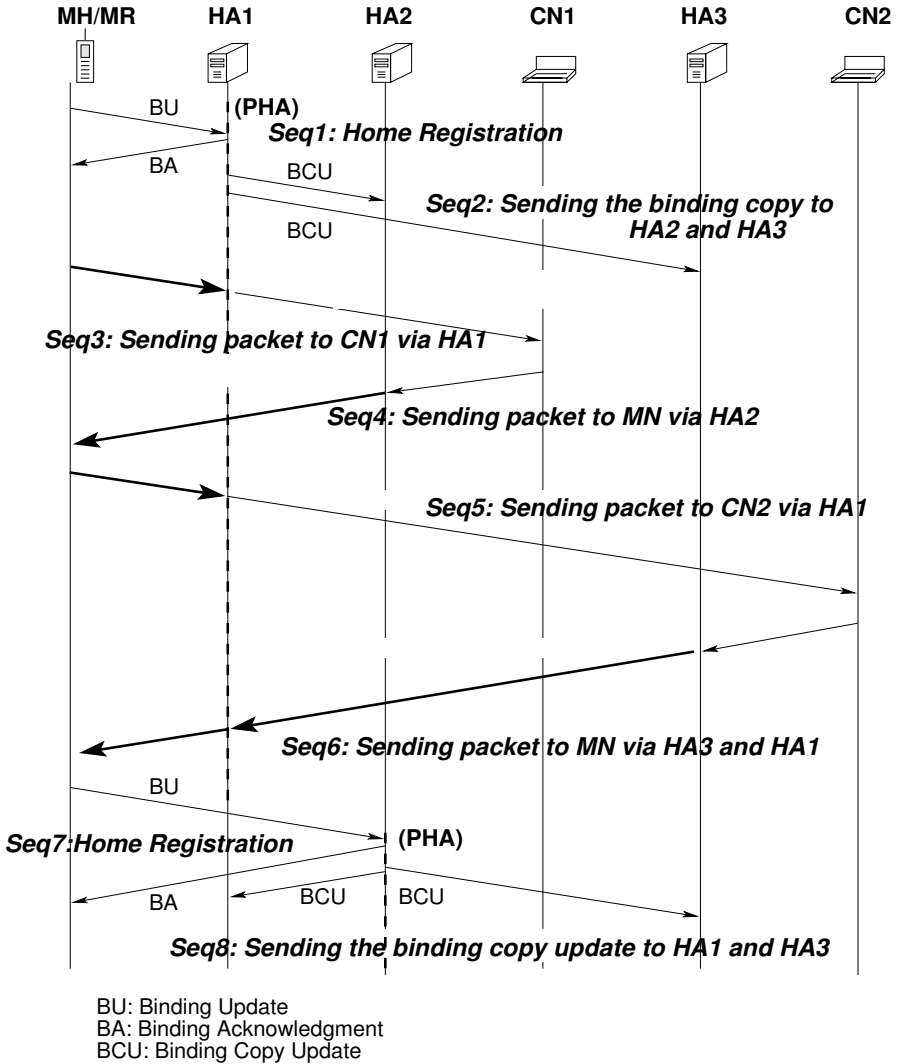 MH/MR HA1 HA2 CN1 HA3 CN2
BU
(PHA)
Seq1: Home Registration
BA
BCU
Seq2: Sending the binding copy to
HA2 and HA3
BCU
Seq3: Sending packet to CN1 via HA1
Seq4: Sending packet to MN via HA2
Seq5: Sending packet to CN2 via HA1
Seq6: Sending packet to MN via HA3 and HA1
BU
(PHA)
Seq7:Home Registration
BA
BCU
BCU
Seq8: Sending the binding copy update to HA1 and HA3
BU: Binding Update
BA: Binding Acknowledgment
BCU: Binding Copy Update